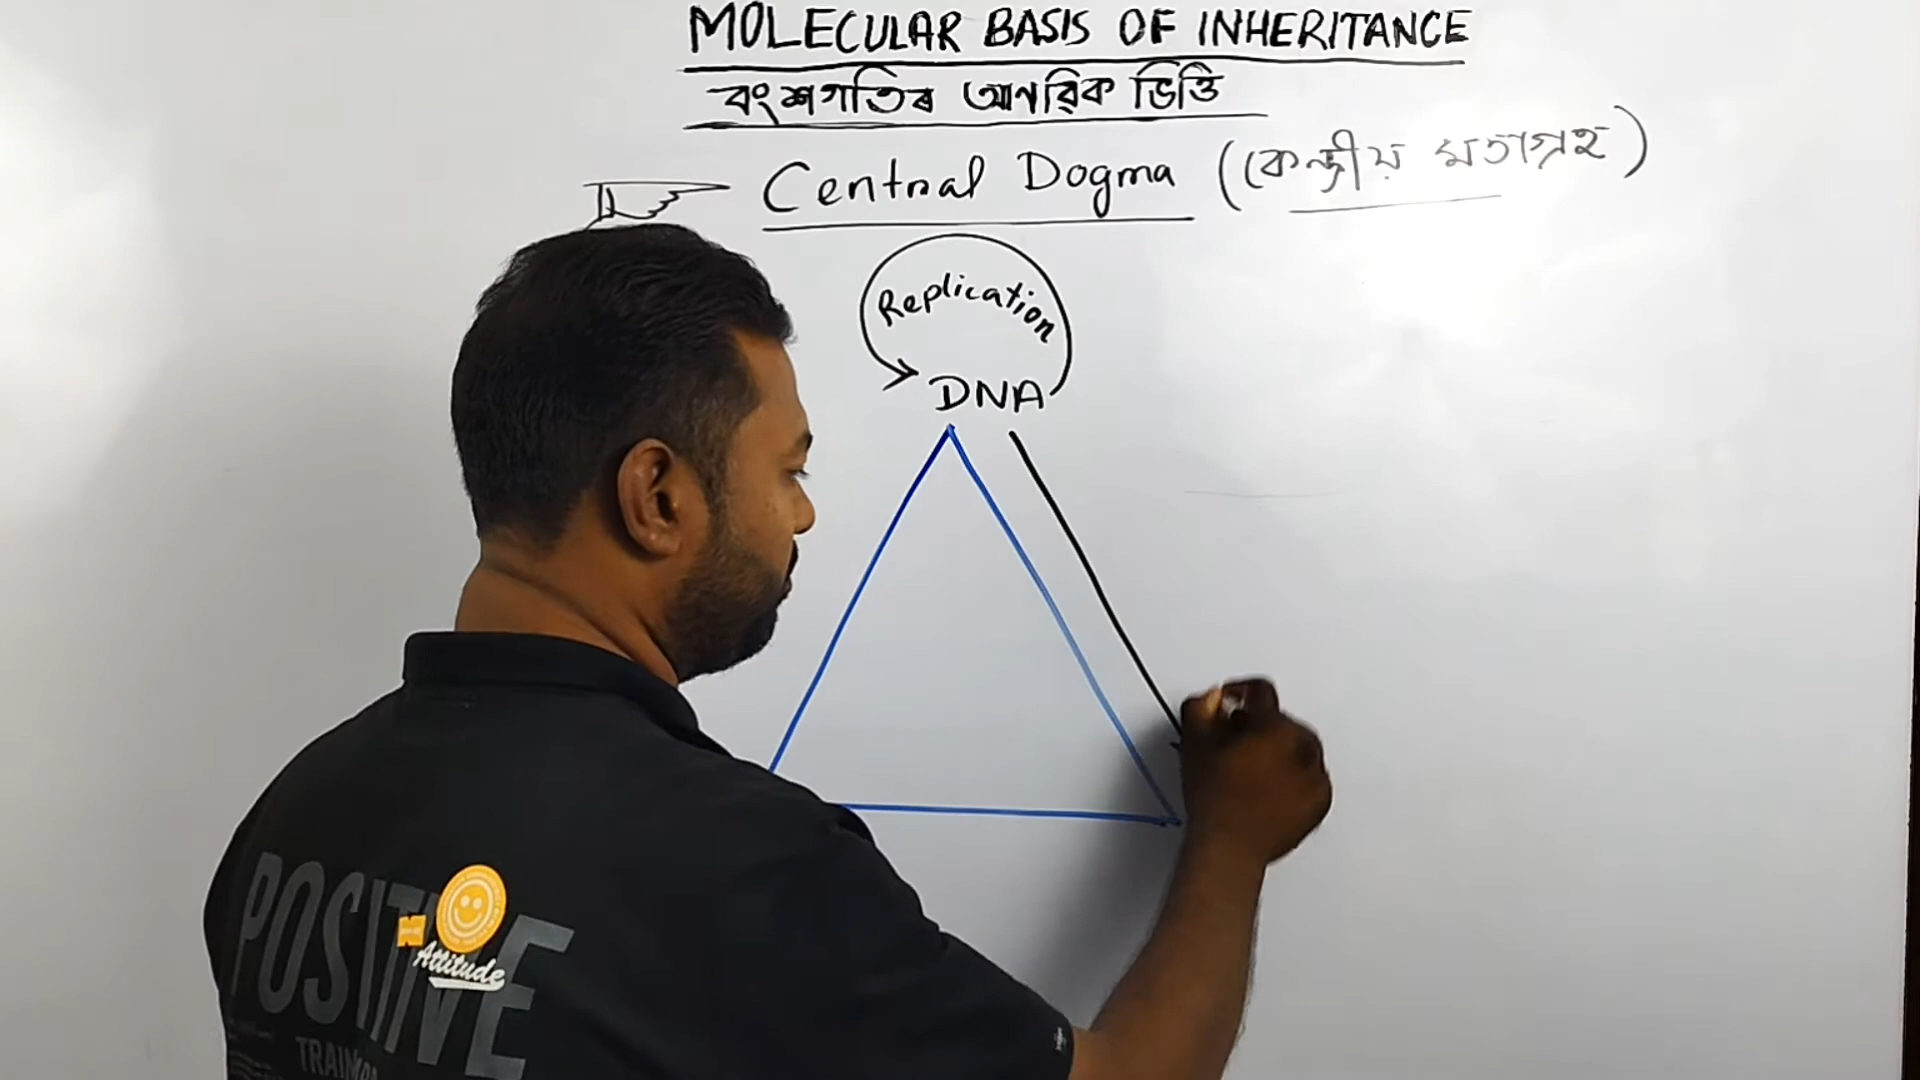 MOLECULAR BASIS OF INHERITANCE
বংশগতিৰ আণৱিক ভিত্তি
Central Dogma (কেন্দ্ৰীয় মতাগ্ৰহ)
Replication
DNA
POSITIVE
Attitude